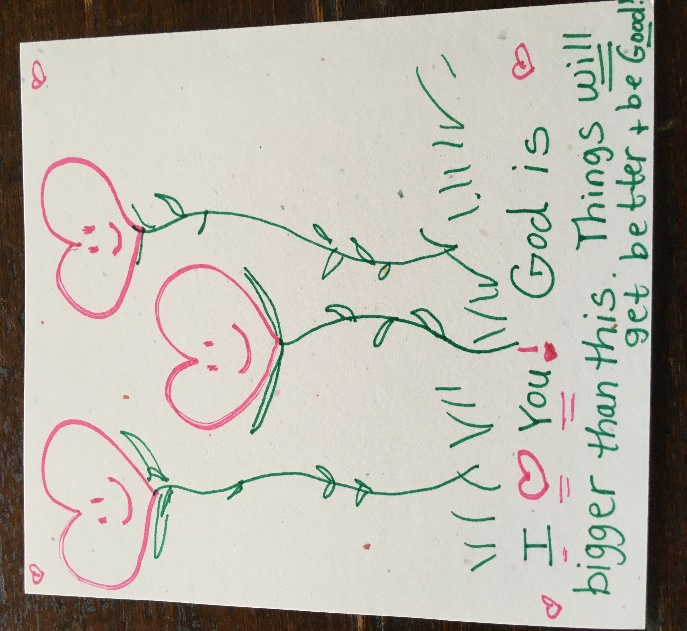 I ♡ You! God is
bigger than this. Things will
get better + be Good!